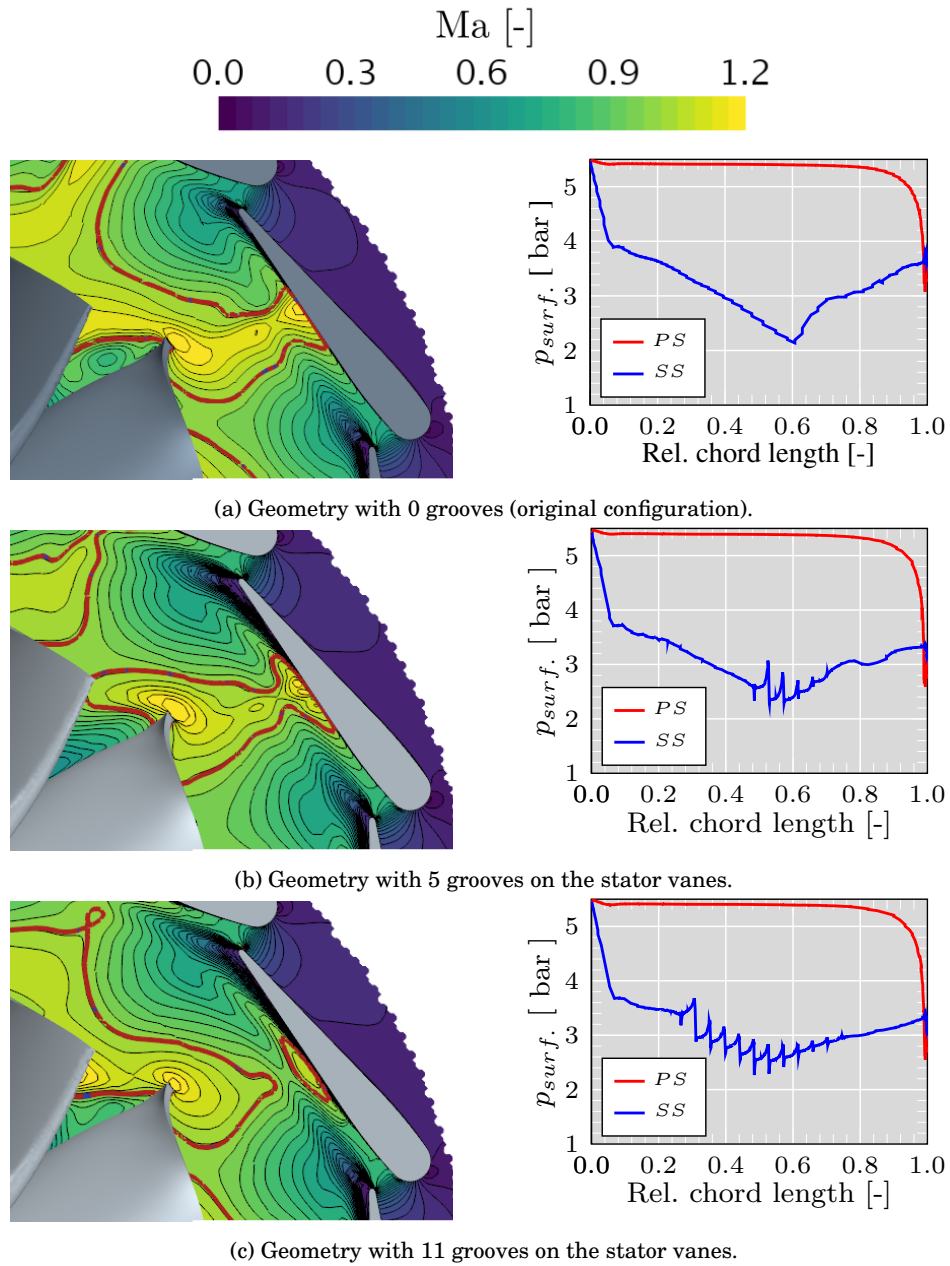 Ma [-]
0.0 0.3 0.6 0.9 1.2
5
4
3
2
1
p_surf. [ bar ]
PS
SS
0.0 0.2 0.4 0.6 0.8 1.0
Rel. chord length [-]
(a) Geometry with 0 grooves (original configuration).
5
4
3
2
1
p_surf. [ bar ]
PS
SS
0.0 0.2 0.4 0.6 0.8 1.0
Rel. chord length [-]
(b) Geometry with 5 grooves on the stator vanes.
5
4
3
2
1
p_surf. [ bar ]
PS
SS
0.0 0.2 0.4 0.6 0.8 1.0
Rel. chord length [-]
(c) Geometry with 11 grooves on the stator vanes.